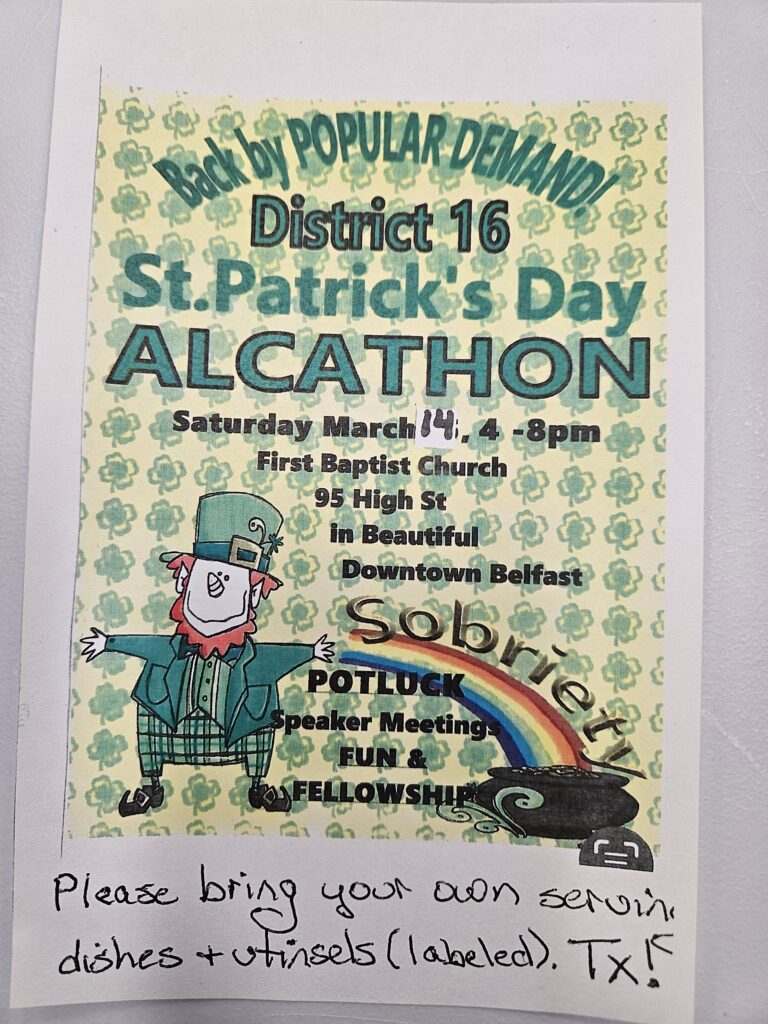 Back by POPULAR DEMAND!
District 16
St.Patrick's Day
ALCATHON
Saturday March 14, 4 -8pm
First Baptist Church
95 High St
in Beautiful
Downtown Belfast
Sobriety
POTLUCK
Speaker Meetings
FUN &
FELLOWSHIP
Please bring your own servin
dishes + utinsels (labeled). Tx!